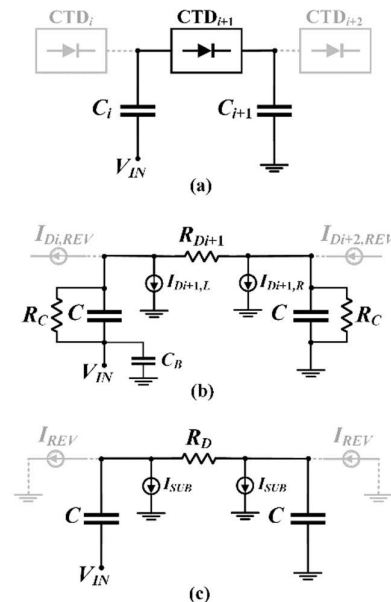 CTDi CTDi+1 CTDi+2
Ci Ci+1
VIN
(a)
IDi,REV RDi+1 IDi+2,REV
IDi+1,L IDi+1,R
RC C C RC
CB
VIN
(b)
IREV RD IREV
ISUB ISUB
C C
VIN
(c)